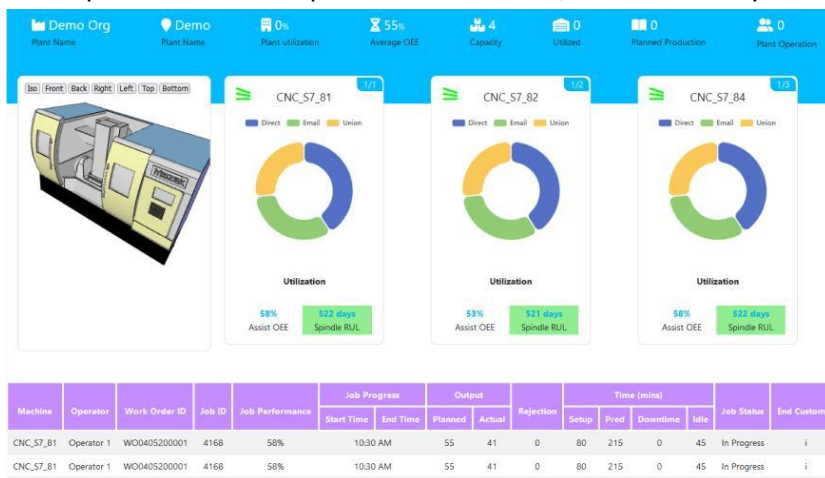 Demo Org
Demo
0%
55%
4
0
0
0
Plant Name
Plant Name
Plant utilization
Average OEE
Capacity
Utilized
Planned Production
Plant Operation
Iso Front Back Right Left Top Bottom
1/1
CNC_S7_81
Direct Email Union
Utilization
58%
Assist OEE
522 days
Spindle RUL
1/2
CNC_S7_82
Direct Email Union
Utilization
53%
Assist OEE
521 days
Spindle RUL
1/3
CNC_S7_84
Direct Email Union
Utilization
58%
Assist OEE
522 days
Spindle RUL
Machine Operator Work Order ID Job ID Job Performance Job Progress Output Rejection Time (mins) Job Status End Custom
Start Time End Time Planned Actual Setup Pred Downtime Idle
CNC_S7_81 Operator 1 WO0405200001 4168 58% 10:30 AM 55 41 0 80 215 0 45 In Progress i
CNC_S7_81 Operator 1 WO0405200001 4168 58% 10:30 AM 55 41 0 80 215 0 45 In Progress i